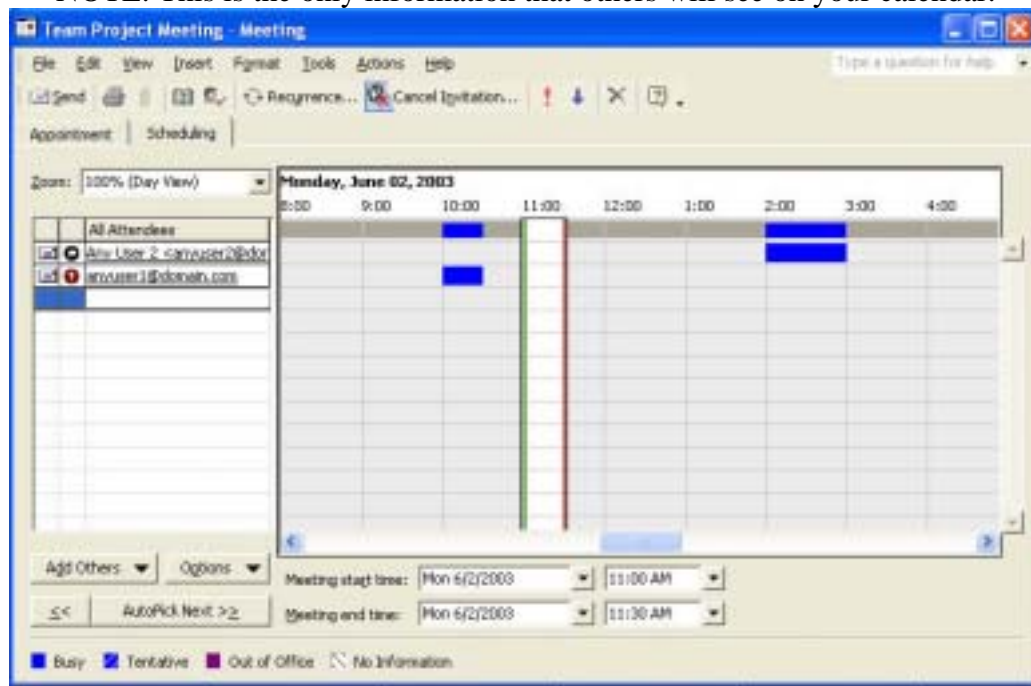 NOTE: This is the only information that others will see on your calendar.
Team Project Meeting - Meeting
File Edit View Insert Format Tools Actions Help Type a question for help
Send Recurrence... Cancel Invitation...
Appointment Scheduling
Zoom: 100% (Day View) Monday, June 02, 2003
8:00 9:00 10:00 11:00 12:00 1:00 2:00 3:00 4:00
All Attendees
Any User 2 <anyuser2@dor
anyuser1@domain.com
Add Others Options Meeting start time: Mon 6/2/2003 11:00 AM
<< AutoPick Next >> Meeting end time: Mon 6/2/2003 11:30 AM
Busy Tentative Out of Office No Information